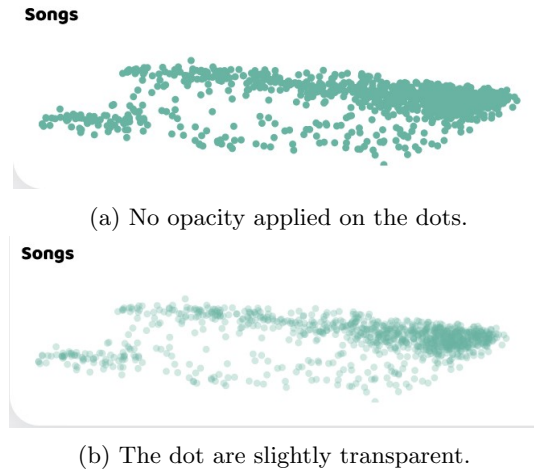 Songs
(a) No opacity applied on the dots.
Songs
(b) The dot are slightly transparent.